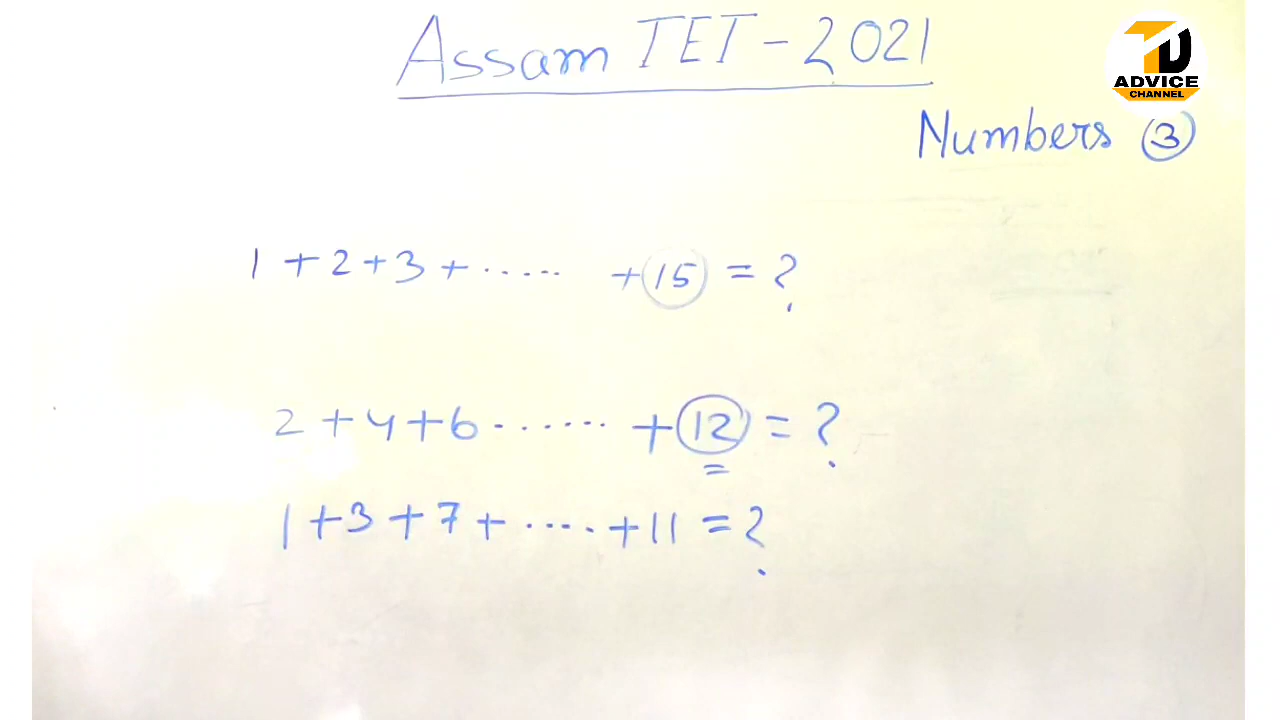 Assam TET - 2021
TD
ADVICE
CHANNEL
Numbers 3
1 + 2 + 3 + ..... + 15 = ?
2 + 4 + 6 ...... + 12 = ?
1 + 3 + 7 + ..... + 11 = ?